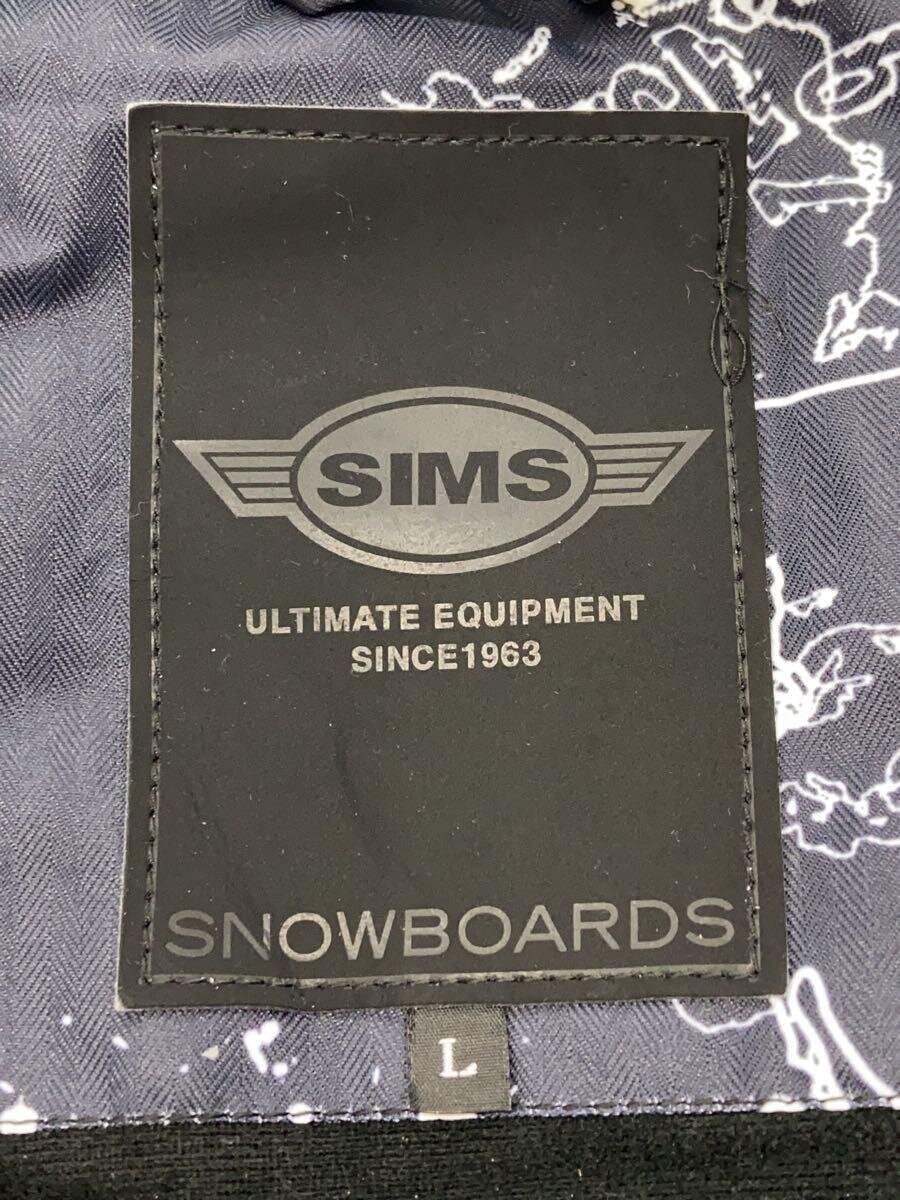 SIMS
ULTIMATE EQUIPMENT
SINCE1963
SNOWBOARDS
L